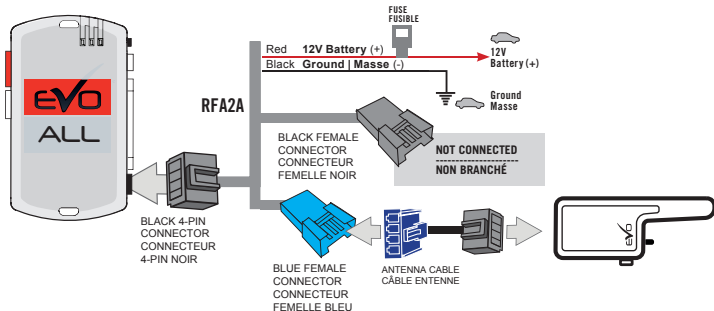 FUSE
FUSIBLE
Red 12V Battery (+)
Black Ground | Masse (-)
12V
Battery (+)
Ground
Masse
EVO
ALL
RFA2A
BLACK FEMALE
CONNECTOR
CONNECTEUR
FEMELLE NOIR
NOT CONNECTED
NON BRANCHÉ
BLACK 4-PIN
CONNECTOR
CONNECTEUR
4-PIN NOIR
BLUE FEMALE
CONNECTOR
CONNECTEUR
FEMELLE BLEU
ANTENNA CABLE
CÂBLE ENTENNE
EVO